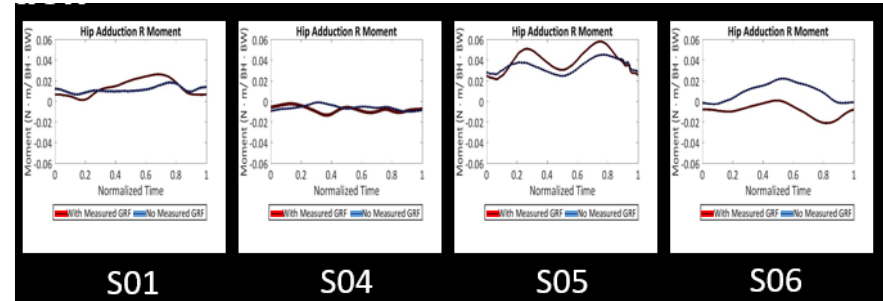 Hip Adduction R Moment
Moment (N - m/ BH - BW)
0.06
0.04
0.02
0
-0.02
-0.04
-0.06
0 0.2 0.4 0.6 0.8 1
Normalized Time
With Measured GRF No Measured GRF
S01
Hip Adduction R Moment
Moment (N - m/ BH - BW)
0.06
0.04
0.02
0
-0.02
-0.04
-0.06
0 0.2 0.4 0.6 0.8 1
Normalized Time
With Measured GRF No Measured GRF
S04
Hip Adduction R Moment
Moment (N - m/ BH - BW)
0.06
0.04
0.02
0
-0.02
-0.04
-0.06
0 0.2 0.4 0.6 0.8 1
Normalized Time
With Measured GRF No Measured GRF
S05
Hip Adduction R Moment
Moment (N - m/ BH - BW)
0.06
0.04
0.02
0
-0.02
-0.04
-0.06
0 0.2 0.4 0.6 0.8 1
Normalized Time
With Measured GRF No Measured GRF
S06